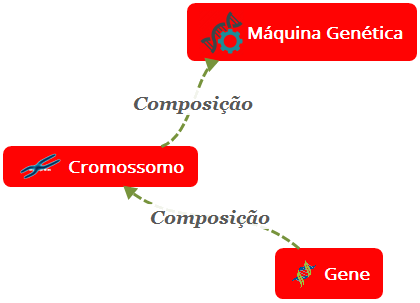 Máquina Genética
Composição
Cromossomo
Composição
Gene